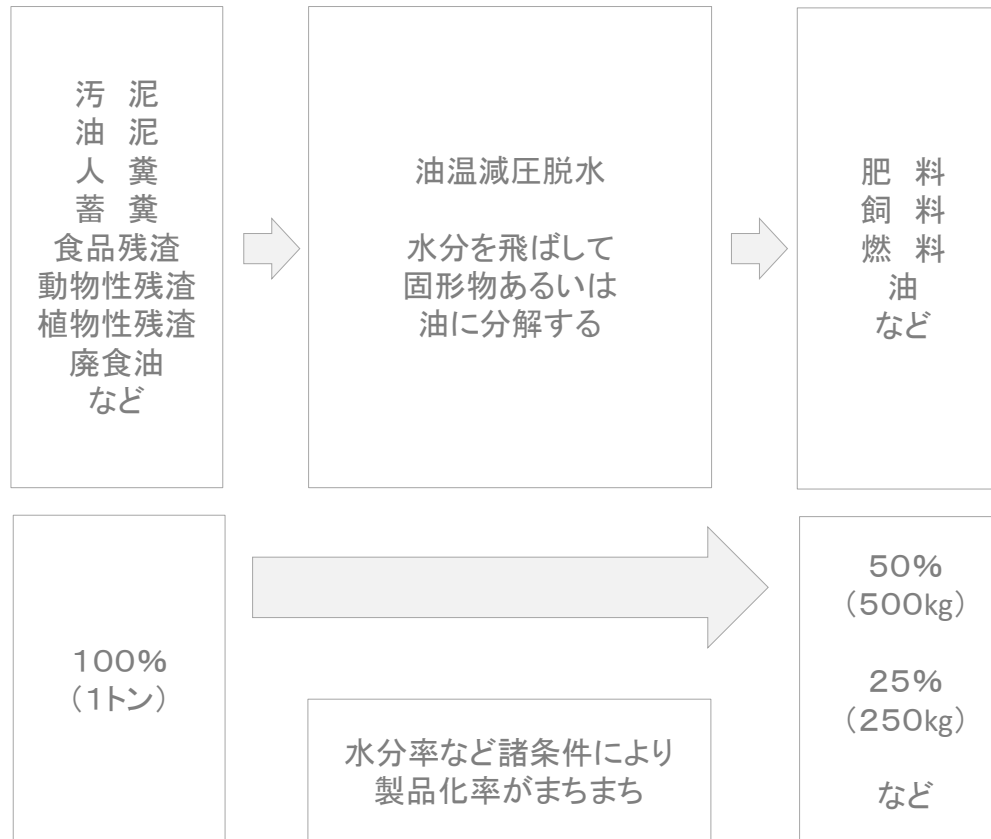 汚　泥
油　泥
人　糞
蓄　糞
食品残渣
動物性残渣
植物性残渣
廃食油
など
油温減圧脱水
水分を飛ばして
固形物あるいは
油に分解する
肥　料
飼　料
燃　料
油
など
100％
（1トン）
水分率など諸条件により
製品化率がまちまち
50％
（500kg）
25％
（250kg）
など